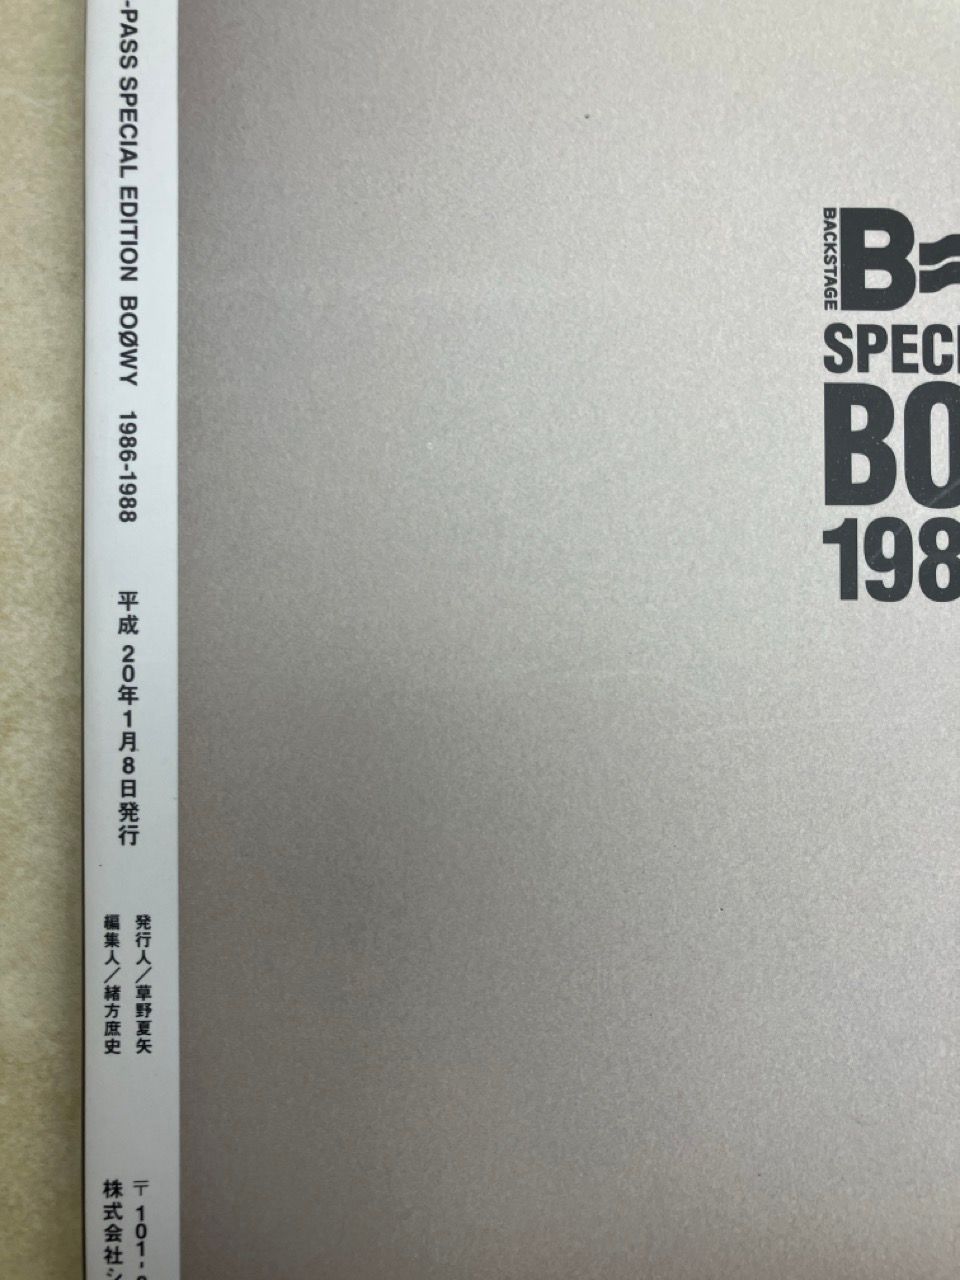 -PASS SPECIAL EDITION BOØWY 1986-1988 平成 20年1月8日発行
発行人/草野夏矢
編集人/緒方庶史
〒101-
株式会社シ
BACKSTAGE
B
SPECI
BO
198